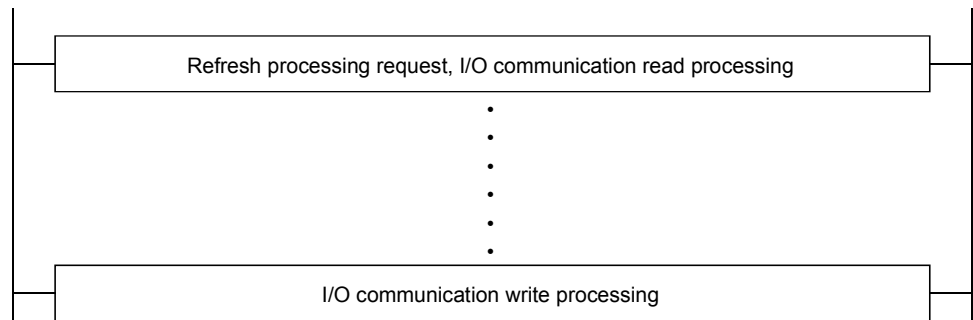 Refresh processing request, I/O communication read processing
I/O communication write processing